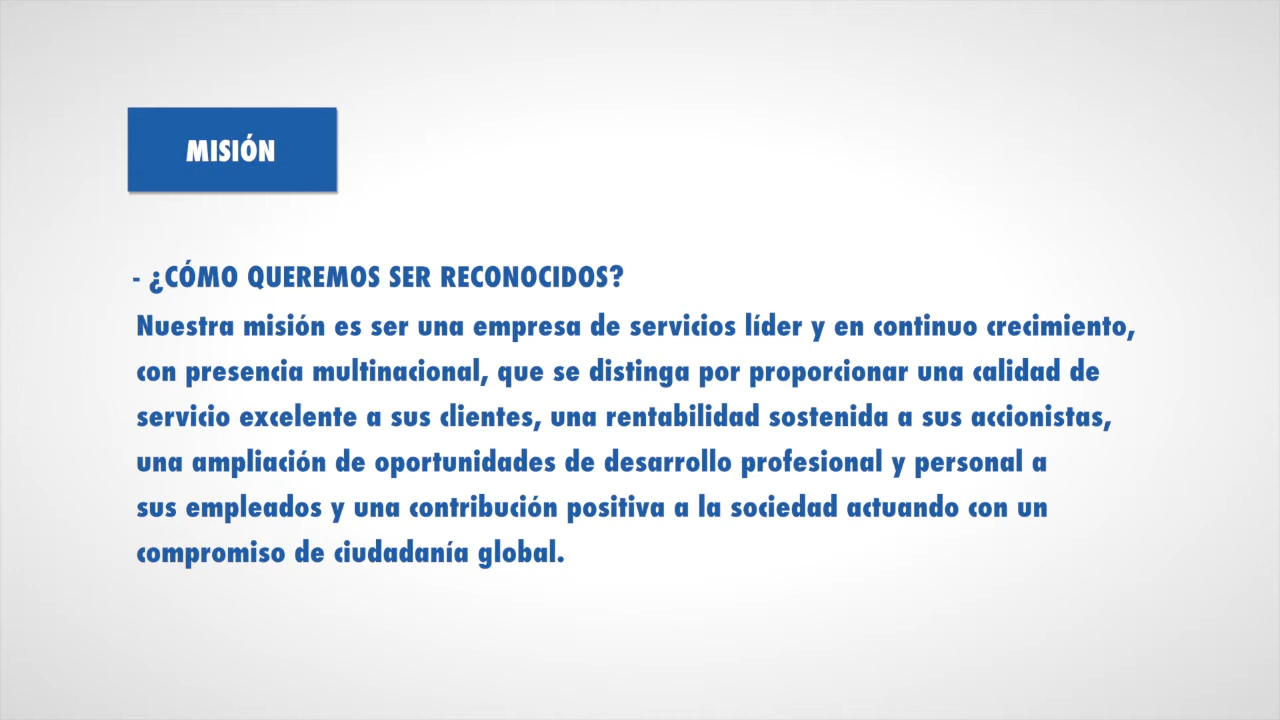 MISIÓN
- ¿CÓMO QUEREMOS SER RECONOCIDOS?
Nuestra misión es ser una empresa de servicios líder y en continuo crecimiento,
con presencia multinacional, que se distinga por proporcionar una calidad de
servicio excelente a sus clientes, una rentabilidad sostenida a sus accionistas,
una ampliación de oportunidades de desarrollo profesional y personal a
sus empleados y una contribución positiva a la sociedad actuando con un
compromiso de ciudadanía global.